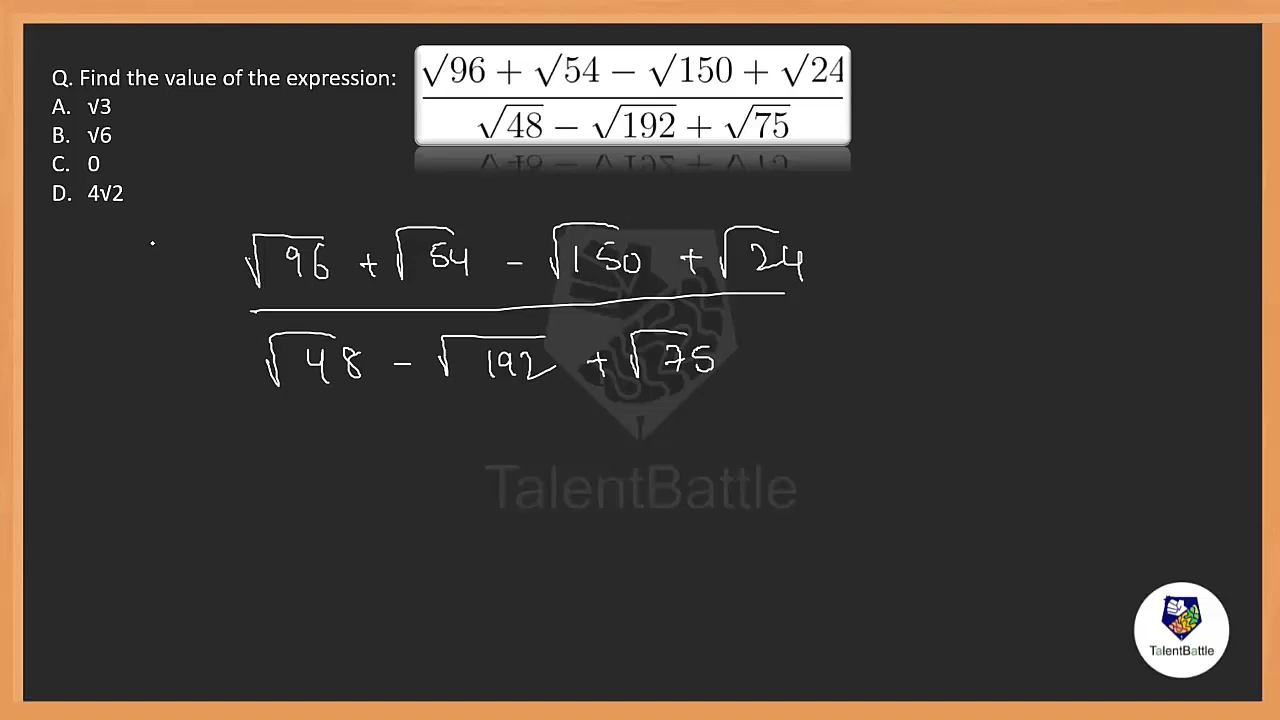 Q. Find the value of the expression:
√96 + √54 − √150 + √24
√48 − √192 + √75
A. √3
B. √6
C. 0
D. 4√2
√96 + √54 − √150 + √24
√48 − √192 + √75
TalentBattle
TalentBattle